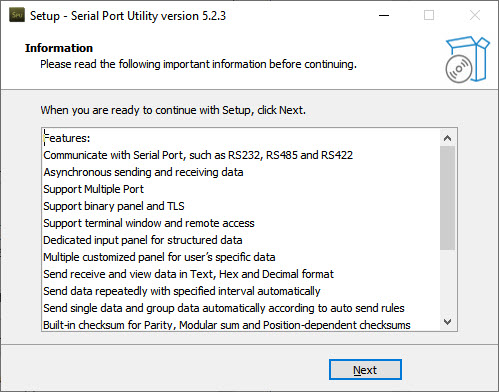 Setup - Serial Port Utility version 5.2.3
Information
Please read the following important information before continuing.
When you are ready to continue with Setup, click Next.
Features:
Communicate with Serial Port, such as RS232, RS485 and RS422
Asynchronous sending and receiving data
Support Multiple Port
Support binary panel and TLS
Support terminal window and remote access
Dedicated input panel for structured data
Multiple customized panel for user's specific data
Send receive and view data in Text, Hex and Decimal format
Send data repeatedly with specified interval automatically
Send single data and group data automatically according to auto send rules
Built-in checksum for Parity, Modular sum and Position-dependent checksums
Next